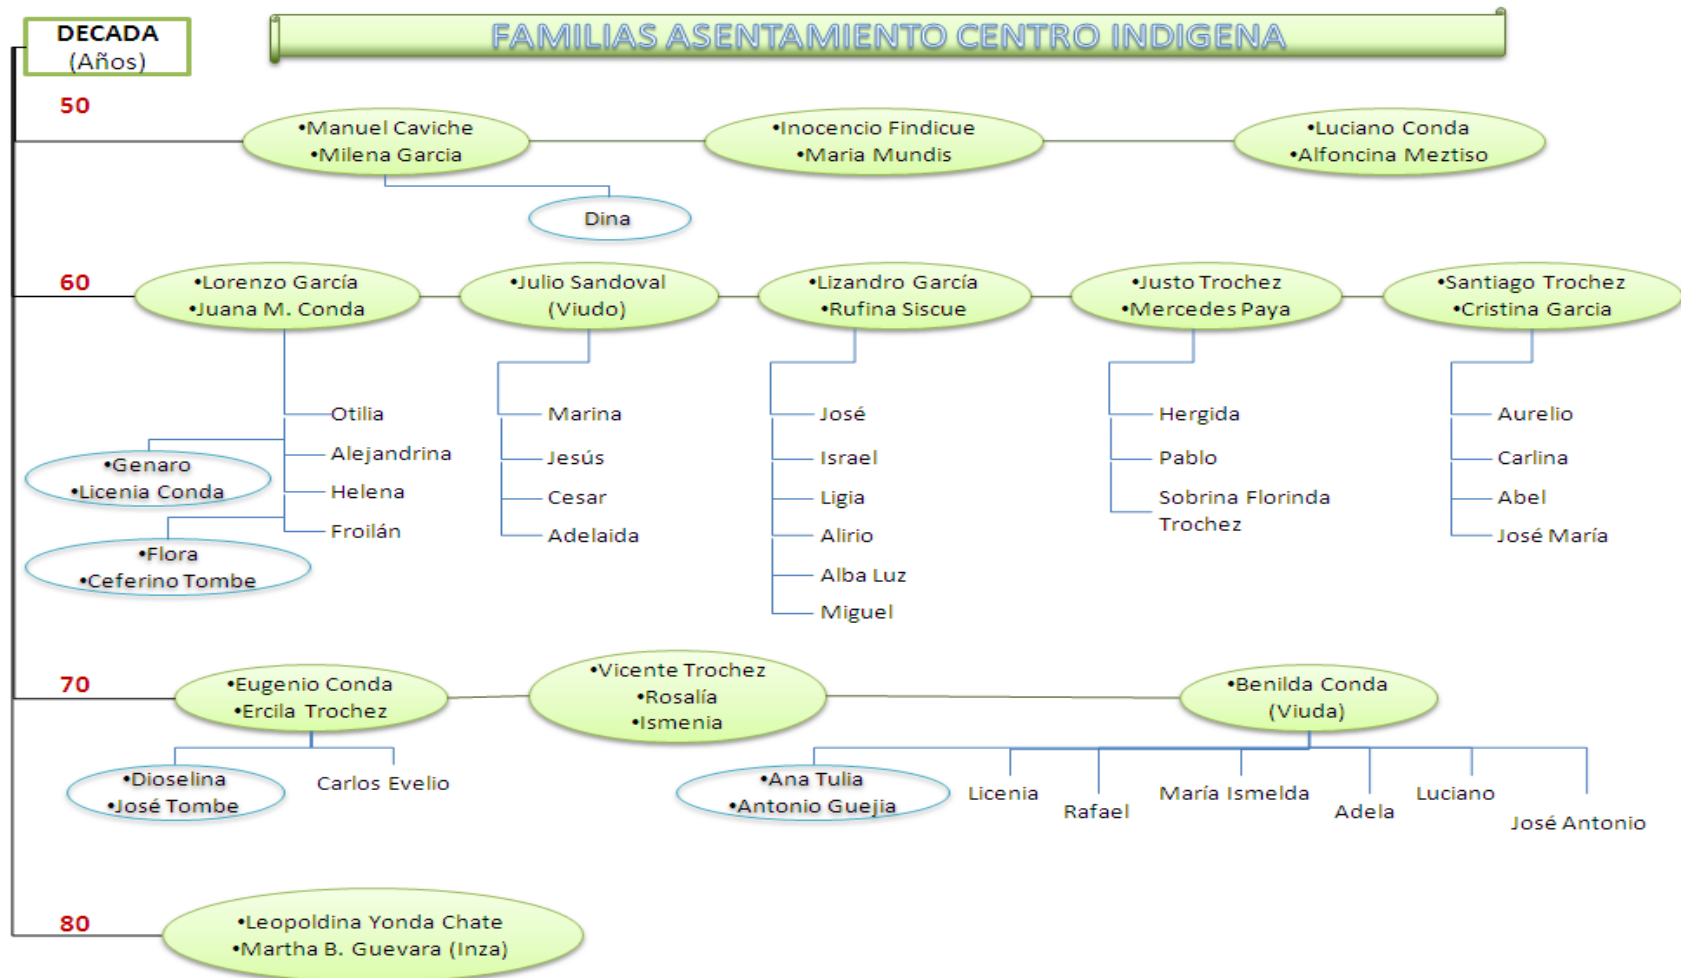 DECADA
(Años)
FAMILIAS ASENTAMIENTO CENTRO INDIGENA
50
•Manuel Caviche
•Milena Garcia
•Inocencio Findicue
•Maria Mundis
•Luciano Conda
•Alfoncina Meztiso
Dina
60
•Lorenzo García
•Juana M. Conda
•Julio Sandoval
(Viudo)
•Lizandro García
•Rufina Siscue
•Justo Trochez
•Mercedes Paya
•Santiago Trochez
•Cristina Garcia
Otilia
Alejandrina
Helena
Froilán
•Genaro
•Licenia Conda
•Flora
•Ceferino Tombe
Marina
Jesús
Cesar
Adelaida
José
Israel
Ligia
Alirio
Alba Luz
Miguel
Hergida
Pablo
Sobrina Florinda
Trochez
Aurelio
Carlina
Abel
José María
70
•Eugenio Conda
•Ercila Trochez
•Vicente Trochez
•Rosalía
•Ismenia
•Benilda Conda
(Viuda)
•Dioselina
•José Tombe
Carlos Evelio
•Ana Tulia
•Antonio Guejia
Licenia
Rafael
María Ismelda
Adela
Luciano
José Antonio
80
•Leopoldina Yonda Chate
•Martha B. Guevara (Inza)